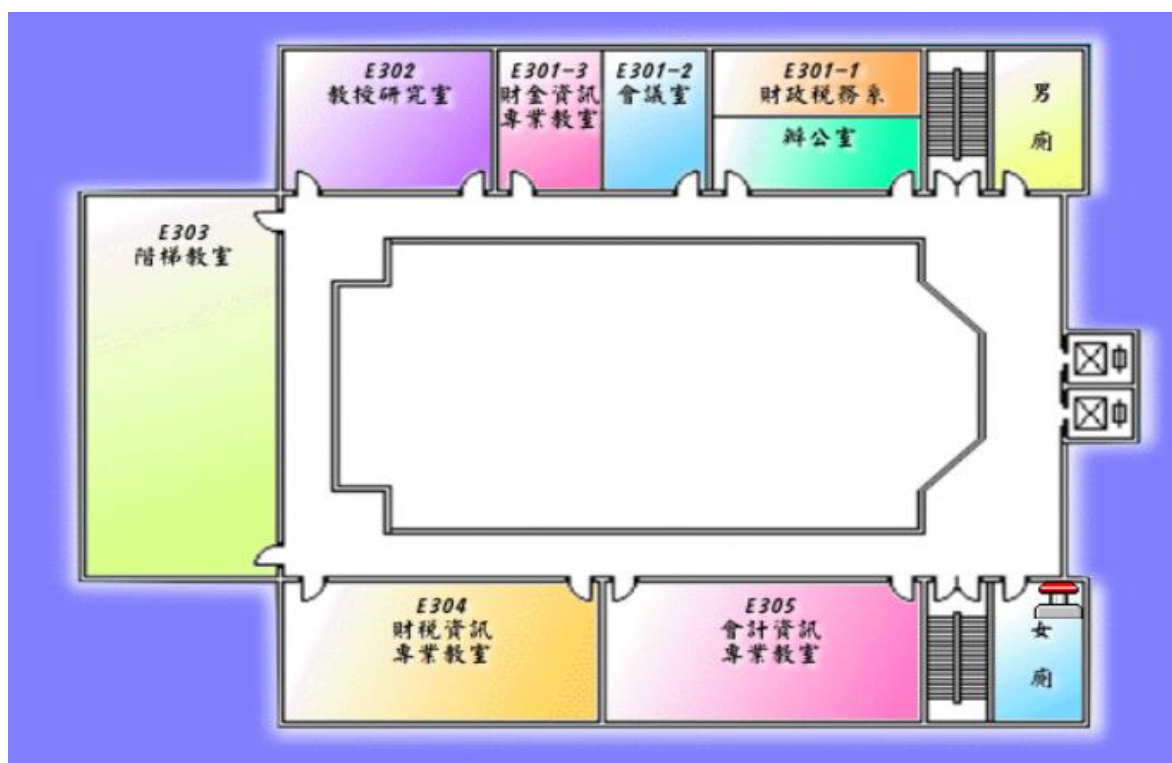 E302
教授研究室
E301-3
財金資訊
專業教室
E301-2
會議室
E301-1
財政稅務系
辦公室
男
廁
E303
階梯教室
E304
財稅資訊
專業教室
E305
會計資訊
專業教室
女
廁